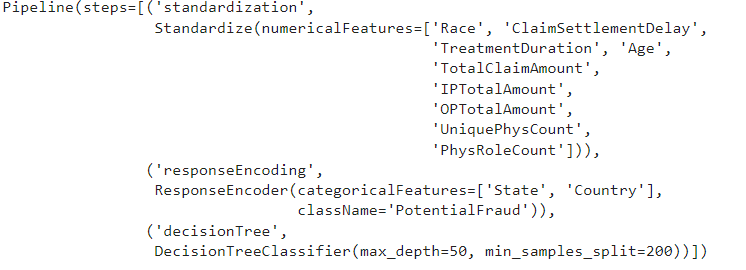 Pipeline(steps=[('standardization',
Standardize(numericalFeatures=['Race', 'ClaimSettlementDelay',
'TreatmentDuration', 'Age',
'TotalClaimAmount',
'IPTotalAmount',
'OPTotalAmount',
'UniquePhysCount',
'PhysRoleCount'])),
('responseEncoding',
ResponseEncoder(categoricalFeatures=['State', 'Country'],
className='PotentialFraud')),
('decisionTree',
DecisionTreeClassifier(max_depth=50, min_samples_split=200))])